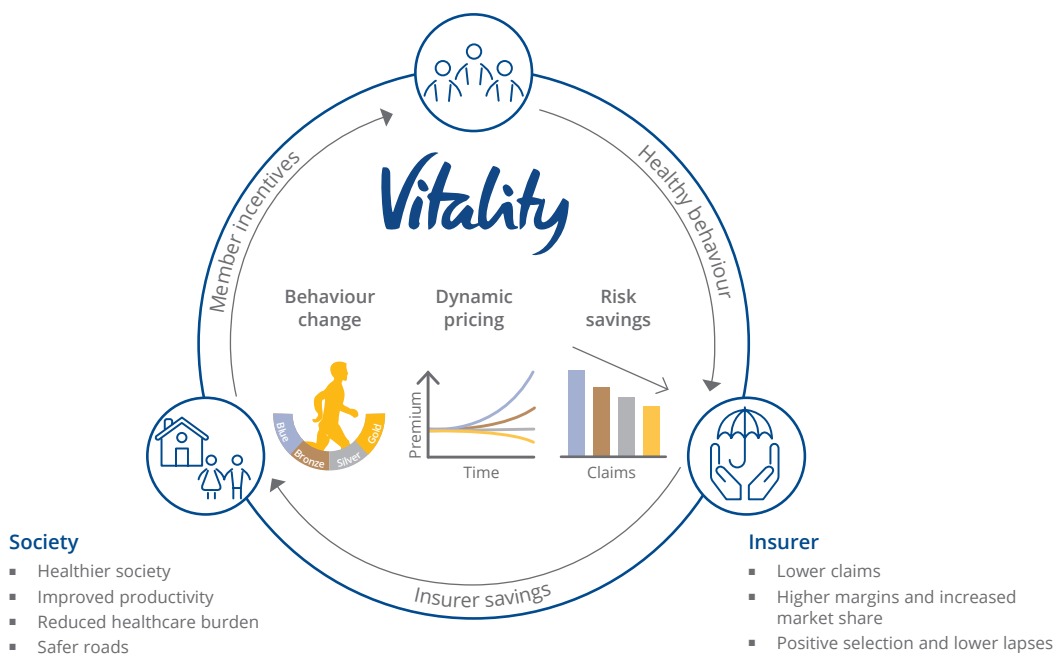 Vitality
Member incentives
Healthy behaviour
Insurer savings
Behaviour
change
Dynamic
pricing
Risk
savings
Blue
Bronze
Silver
Gold
Premium
Time
Claims
Society
▪ Healthier society
▪ Improved productivity
▪ Reduced healthcare burden
▪ Safer roads
Insurer
▪ Lower claims
▪ Higher margins and increased
market share
▪ Positive selection and lower lapses